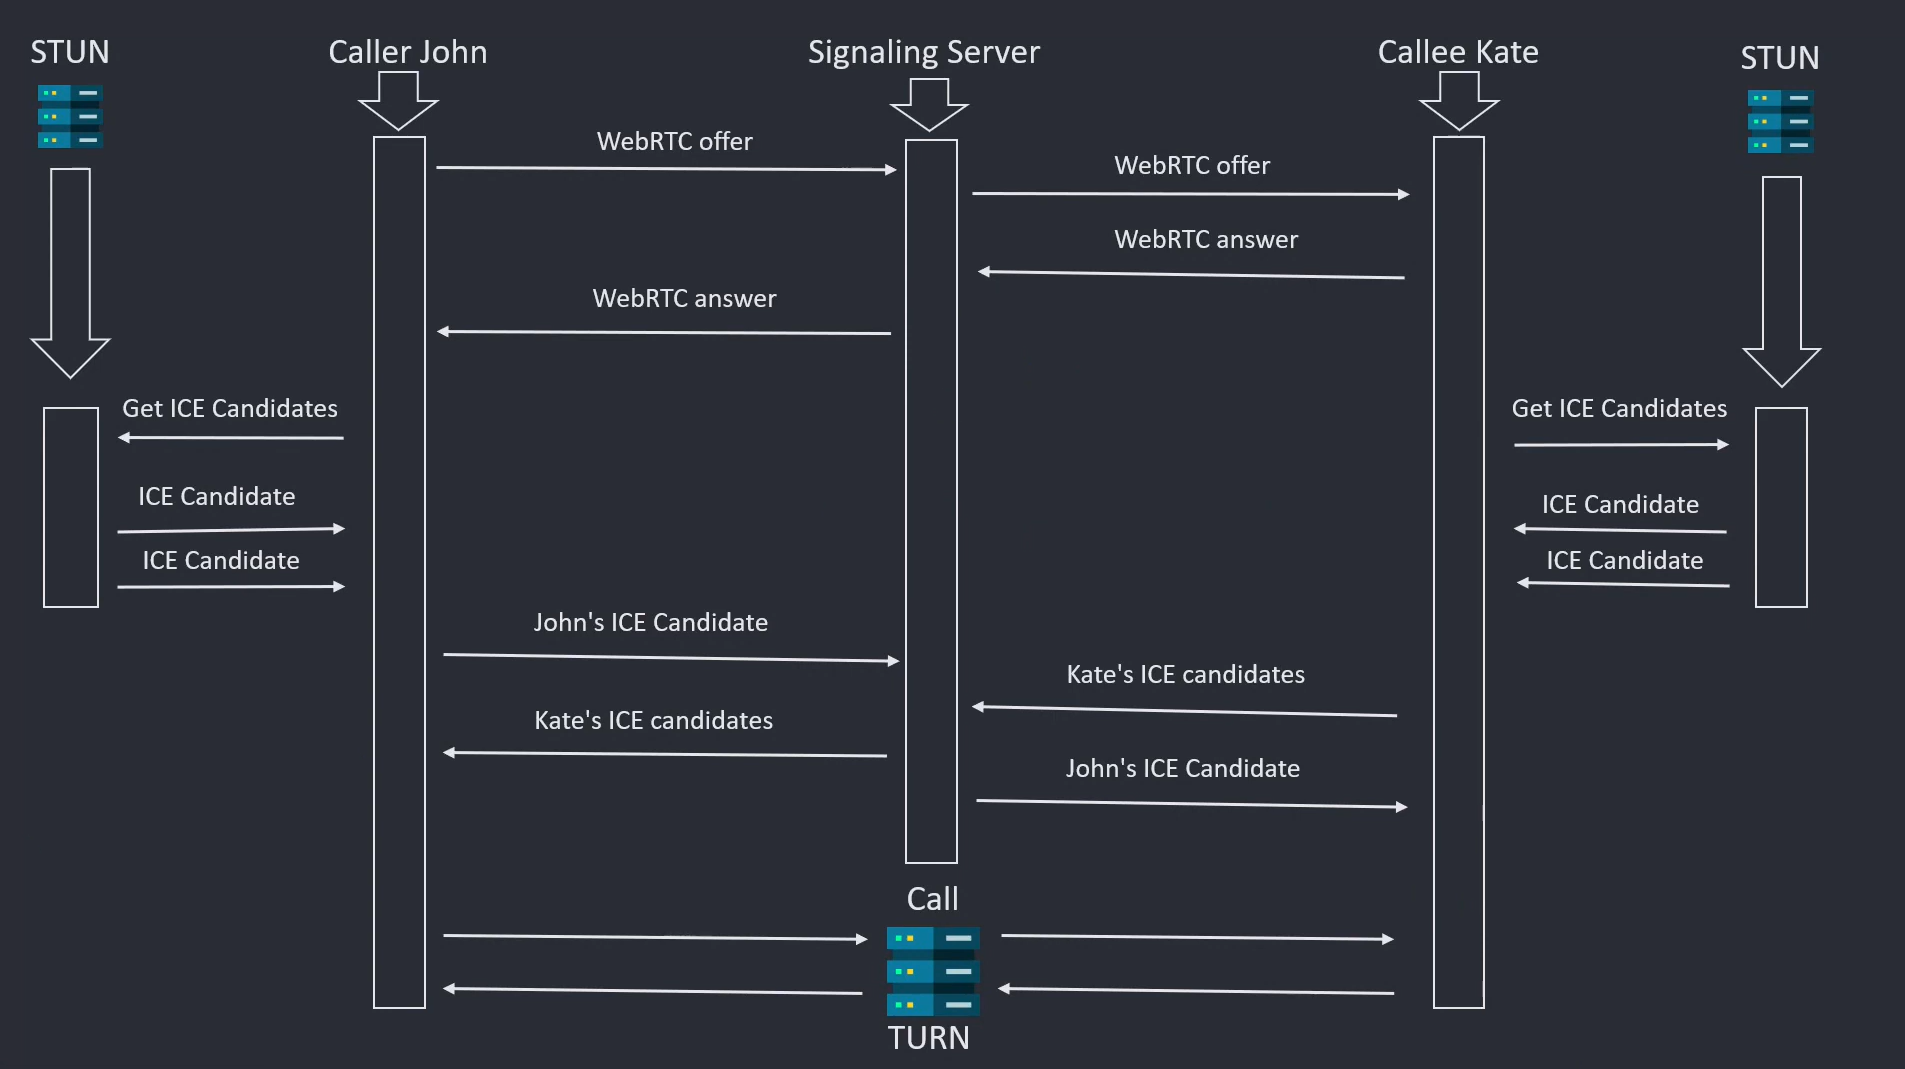 STUN
Caller John
Signaling Server
Callee Kate
STUN
WebRTC offer
WebRTC offer
WebRTC answer
WebRTC answer
Get ICE Candidates
Get ICE Candidates
ICE Candidate
ICE Candidate
ICE Candidate
ICE Candidate
John's ICE Candidate
Kate's ICE candidates
Kate's ICE candidates
John's ICE Candidate
Call
TURN